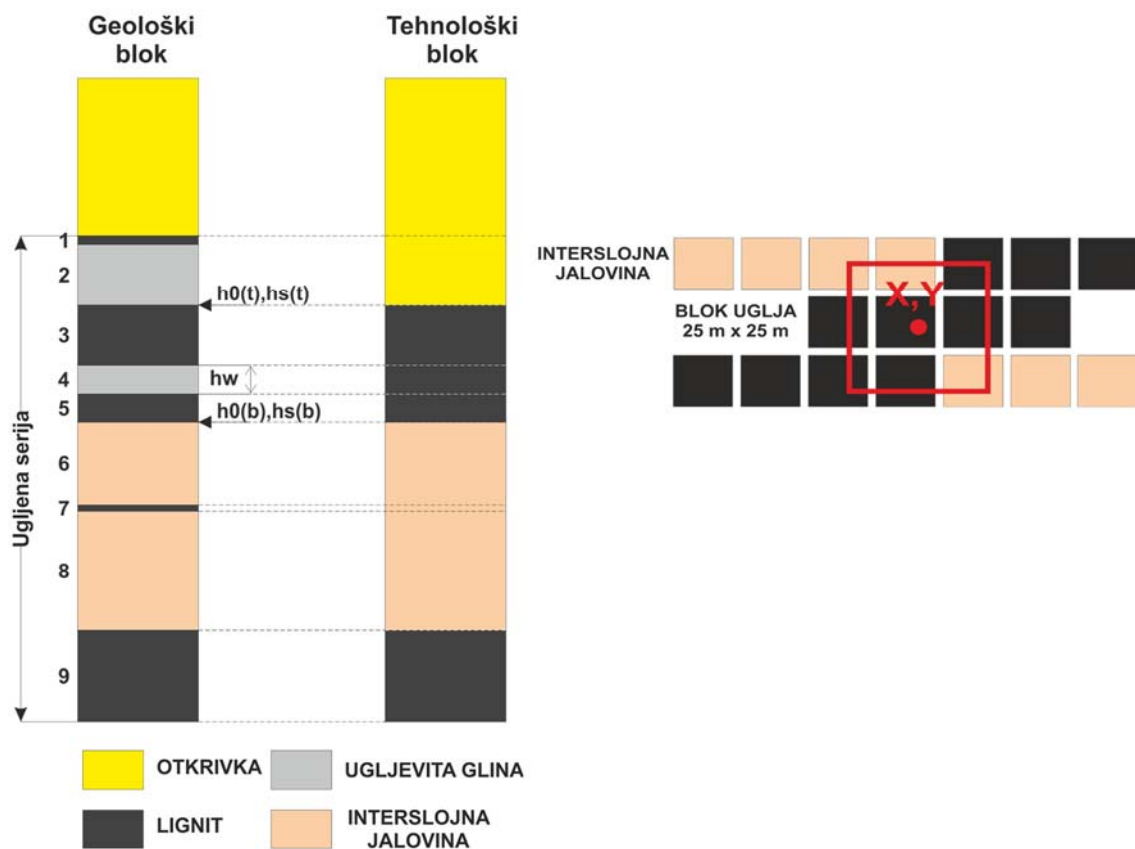 Geološki
blok
Tehnološki
blok
Ugljena serija
1
2
h0(t),hs(t)
3
4
hw
5
h0(b),hs(b)
6
7
8
9
INTERSLOJNA
JALOVINA
BLOK UGLJA
25 m x 25 m
X, Y
OTKRIVKA
UGLJEVITA GLINA
LIGNIT
INTERSLOJNA
JALOVINA